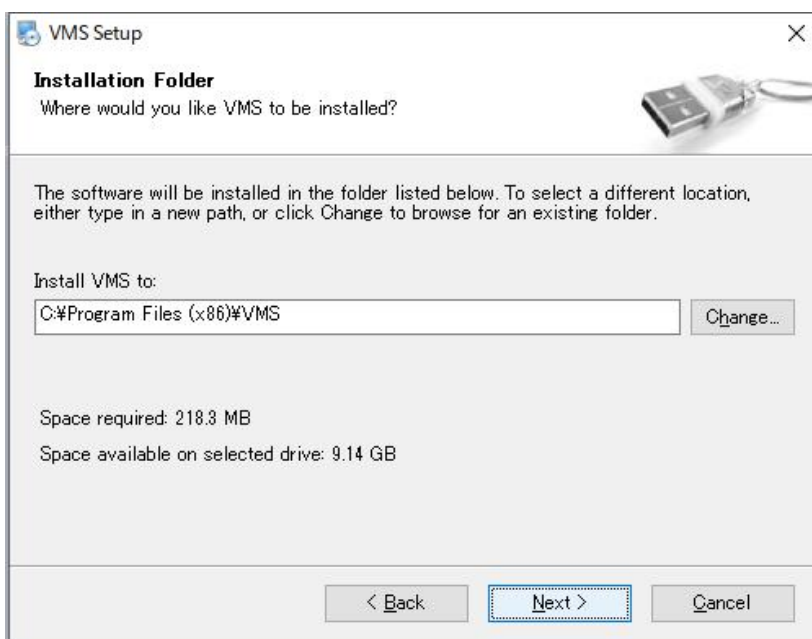 VMS Setup
Installation Folder
Where would you like VMS to be installed?
The software will be installed in the folder listed below. To select a different location,
either type in a new path, or click Change to browse for an existing folder.
Install VMS to:
C:¥Program Files (x86)¥VMS
Change...
Space required: 218.3 MB
Space available on selected drive: 9.14 GB
< Back
Next >
Cancel